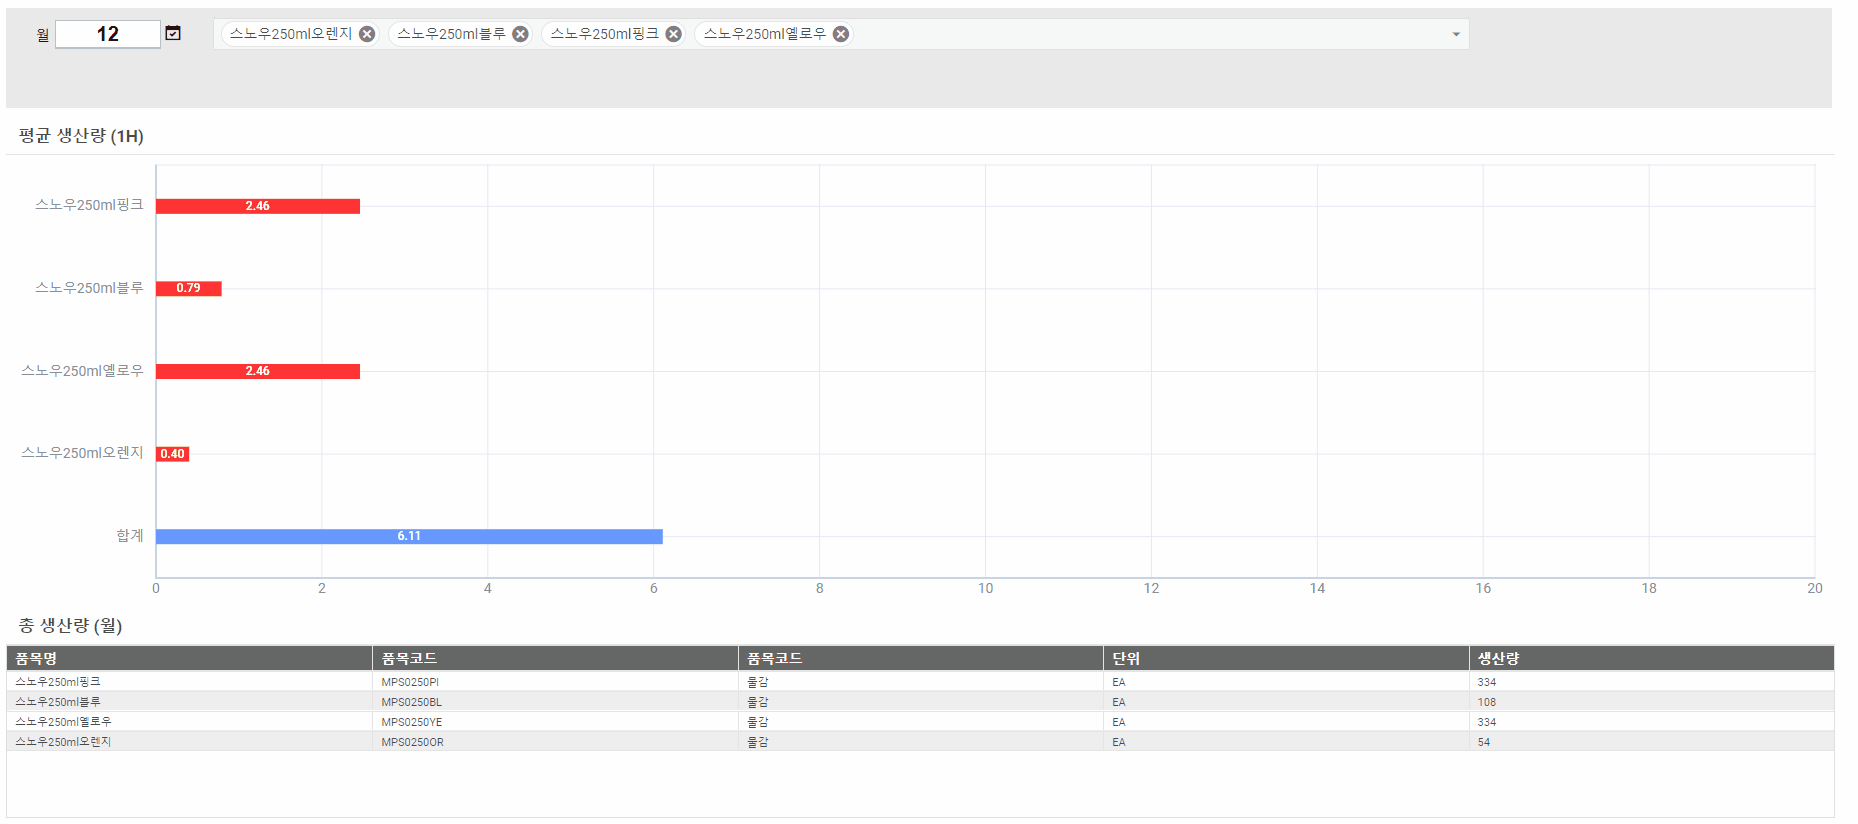 월 12 스노우250ml오렌지 스노우250ml블루 스노우250ml핑크 스노우250ml옐로우
평균 생산량 (1H)
스노우250ml핑크 2.46
스노우250ml블루 0.79
스노우250ml옐로우 2.46
스노우250ml오렌지 0.40
합계 6.11
0 2 4 6 8 10 12 14 16 18 20
총 생산량 (월)
품목명 품목코드 품목코드 단위 생산량
스노우250ml핑크 MPS0250PI 물감 EA 334
스노우250ml블루 MPS0250BL 물감 EA 108
스노우250ml옐로우 MPS0250YE 물감 EA 334
스노우250ml오렌지 MPS0250OR 물감 EA 54